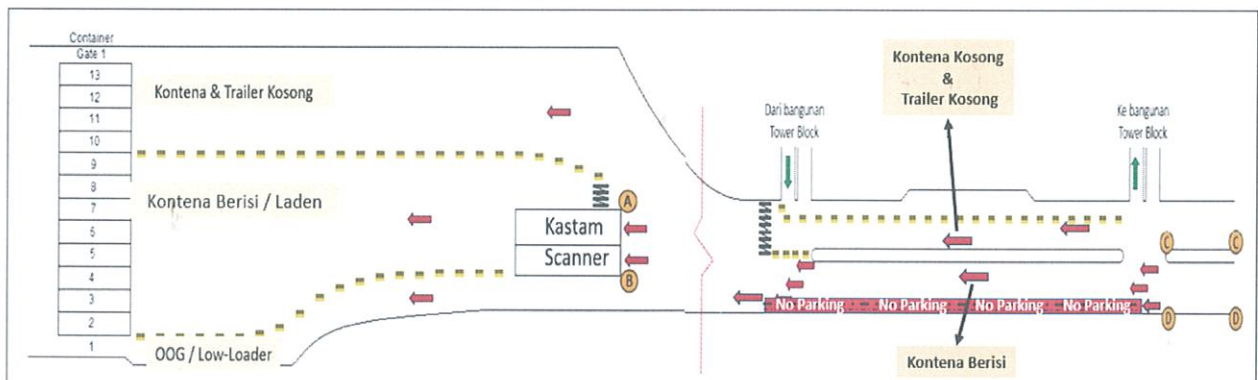 Container
Gate 1
13
12
11
10
9
8
7
6
5
4
3
2
1
Kontena & Trailer Kosong
Kontena Berisi / Laden
OOG / Low-Loader
A
Kastam
Scanner
B
Kontena Kosong
&
Trailer Kosong
Dari bangunan
Tower Block
Ke bangunan
Tower Block
C
C
No Parking
No Parking
No Parking
No Parking
D
D
Kontena Berisi